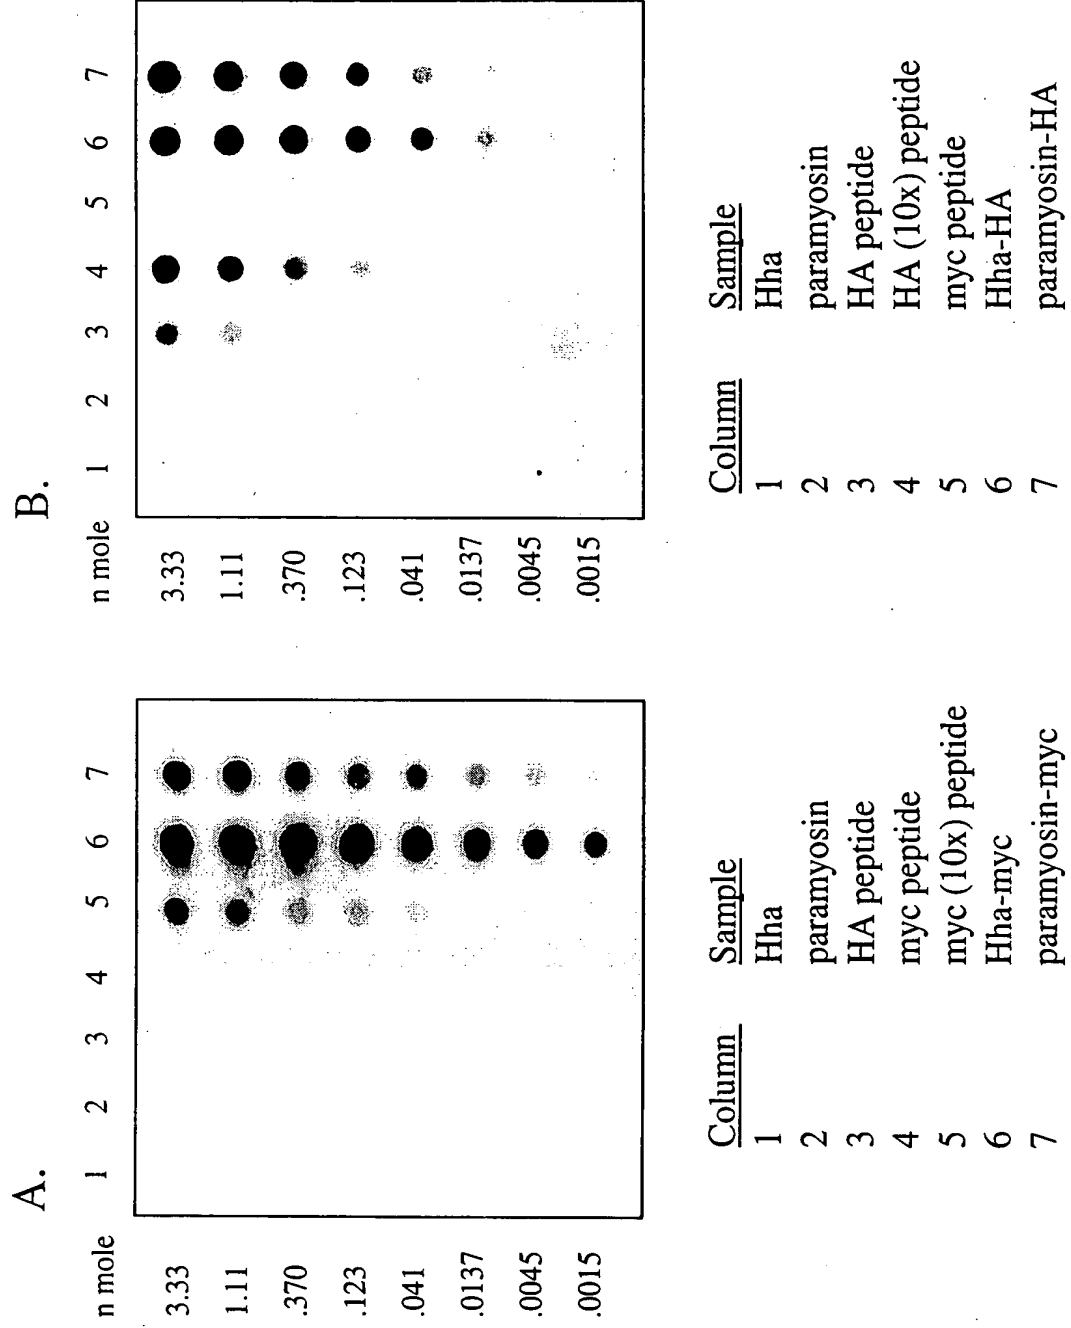 A.
n mole 1 2 3 4 5 6 7
3.33
1.11
.370
.123
.041
.0137
.0045
.0015
Column Sample
1 Hha
2 paramyosin
3 HA peptide
4 myc peptide
5 myc (10x) peptide
6 Hha-myc
7 paramyosin-myc
B.
n mole 1 2 3 4 5 6 7
3.33
1.11
.370
.123
.041
.0137
.0045
.0015
Column Sample
1 Hha
2 paramyosin
3 HA peptide
4 HA (10x) peptide
5 myc peptide
6 Hha-HA
7 paramyosin-HA